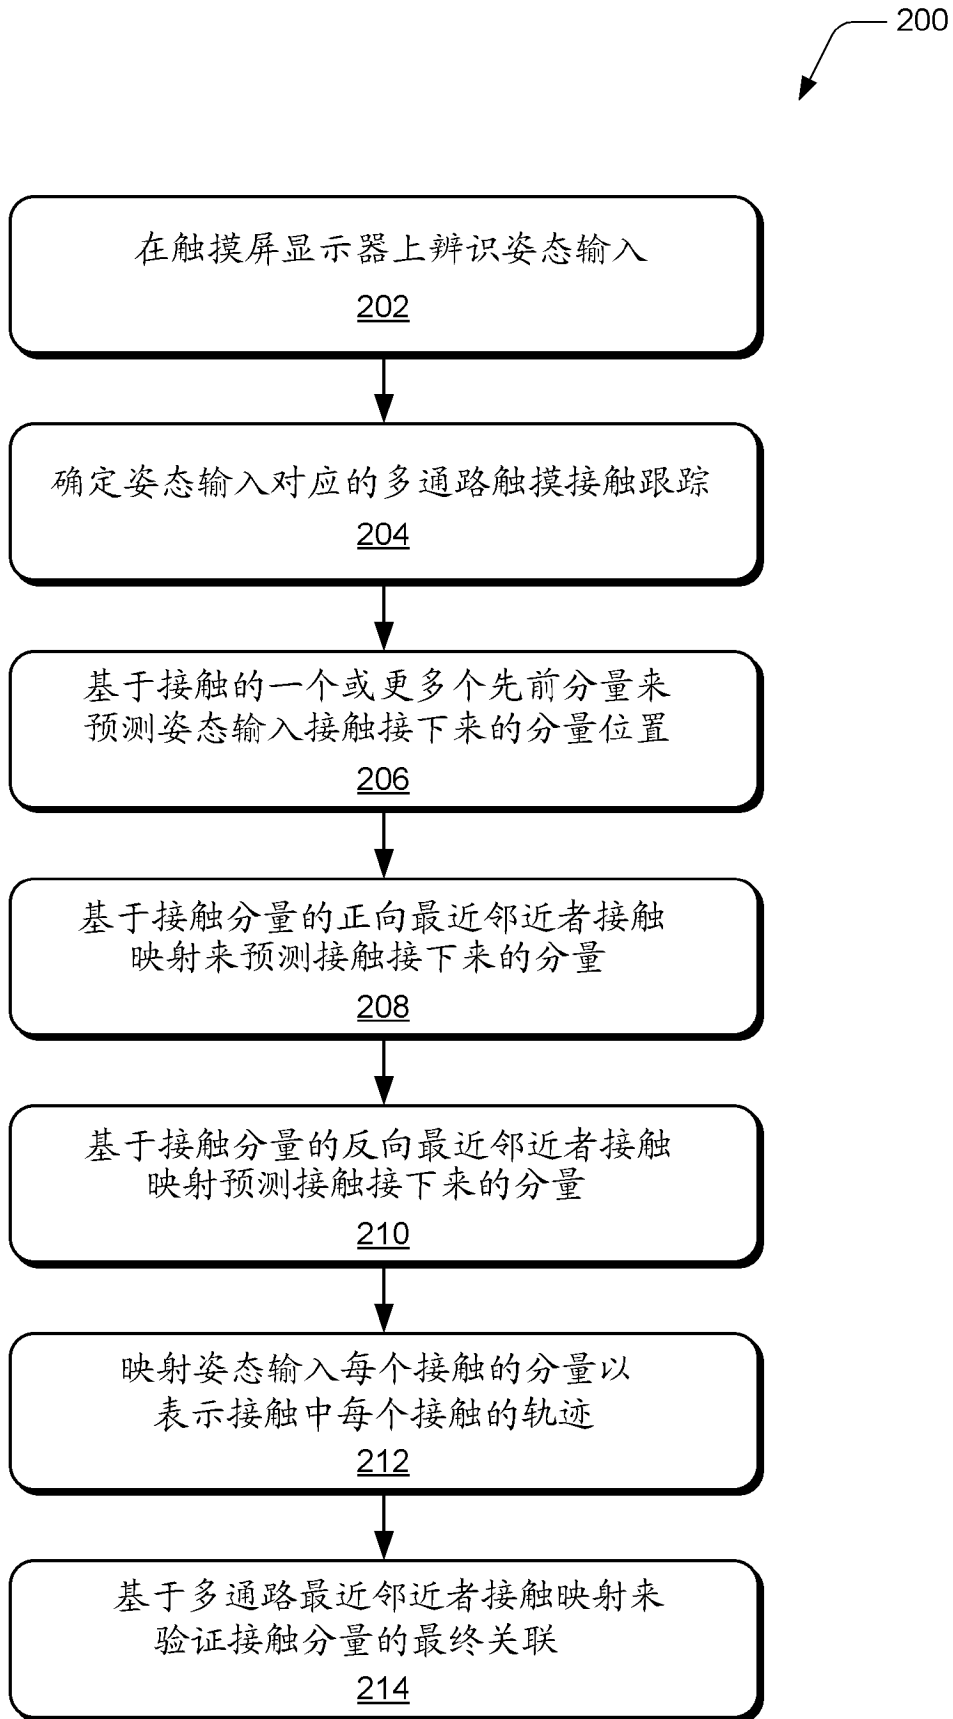 200
在触摸屏显示器上辨识姿态输入
202
确定姿态输入对应的多通路触摸接触跟踪
204
基于接触的一个或更多个先前分量来
预测姿态输入接触接下来的分量位置
206
基于接触分量的正向最近邻近者接触
映射来预测接触接下来的分量
208
基于接触分量的反向最近邻近者接触
映射预测接触接下来的分量
210
映射姿态输入每个接触的分量以
表示接触中每个接触的轨迹
212
基于多通路最近邻近者接触映射来
验证接触分量的最终关联
214